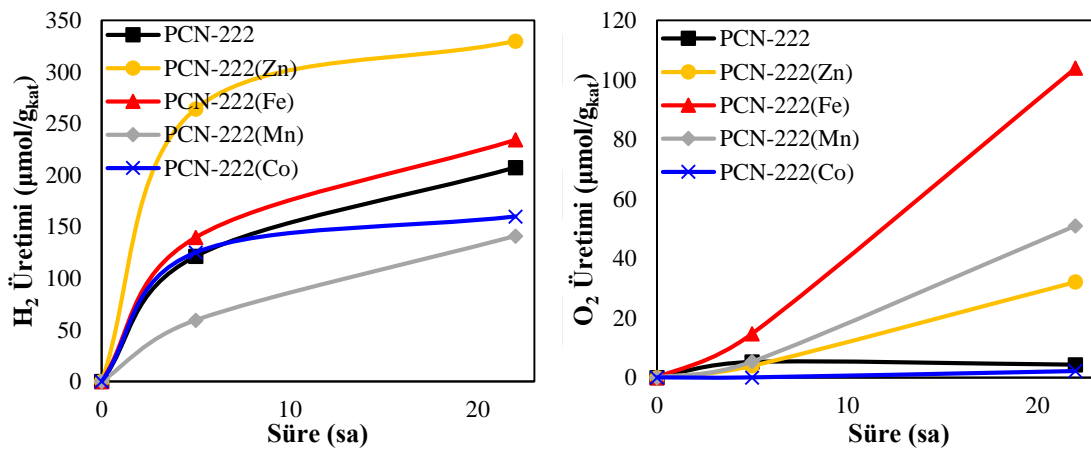 H2 Üretimi (µmol/gkat)
350
300
250
200
150
100
50
0
PCN-222
PCN-222(Zn)
PCN-222(Fe)
PCN-222(Mn)
PCN-222(Co)
0 10 20
Süre (sa)
O2 Üretimi (µmol/gkat)
120
100
80
60
40
20
0
PCN-222
PCN-222(Zn)
PCN-222(Fe)
PCN-222(Mn)
PCN-222(Co)
0 10 20
Süre (sa)